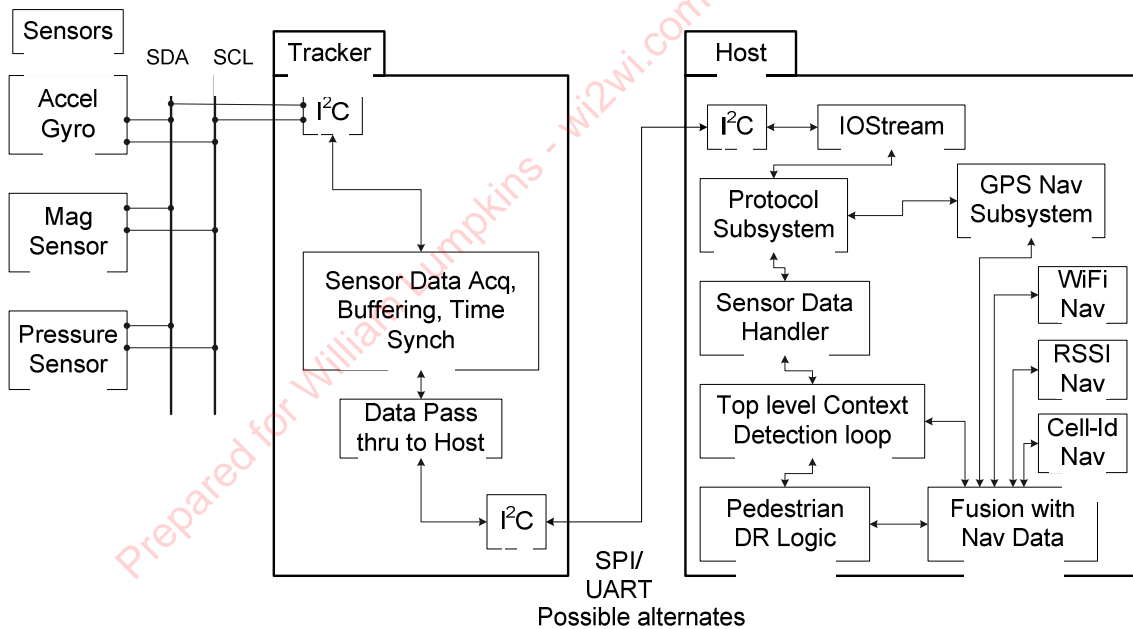 Sensors
SDA
SCL
Accel
Gyro
Mag
Sensor
Pressure
Sensor
Tracker
I²C
Sensor Data Acq,
Buffering, Time
Synch
Data Pass
thru to Host
I²C
SPI/
UART
Possible alternates
Host
I²C
IOStream
Protocol
Subsystem
GPS Nav
Subsystem
Sensor Data
Handler
WiFi
Nav
RSSI
Nav
Top level Context
Detection loop
Cell-Id
Nav
Pedestrian
DR Logic
Fusion with
Nav Data
Prepared for William Lumpkins - wi2wi.com